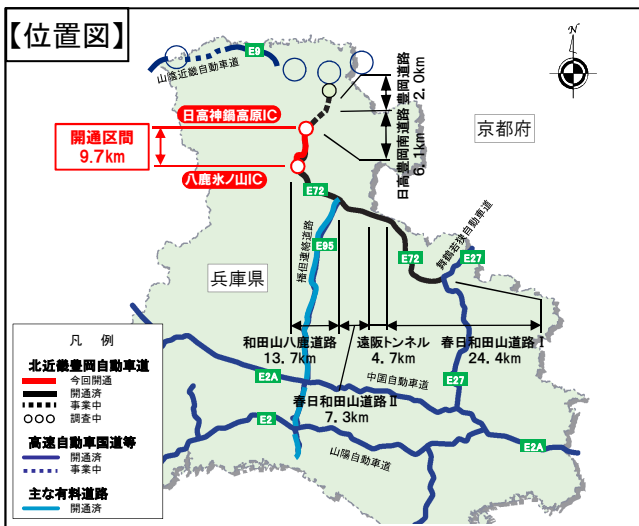 【位置図】
E9
山陰近畿自動車道
日高神鍋高原IC
開通区間
9.7km
八鹿氷ノ山IC
豊岡道路
2.0km
日高豊岡南道路
6.1km
京都府
E72
E95
播但連絡道路
兵庫県
E72
舞鶴若狭自動車道
E27
和田山八鹿道路
13.7km
遠阪トンネル
4.7km
春日和田山道路Ⅰ
24.4km
春日和田山道路Ⅱ
7.3km
E2A
中国自動車道
E27
E2
山陽自動車道
E2A
凡 例
北近畿豊岡自動車道
今回開通
開通済
事業中
調査中
高速自動車国道等
開通済
事業中
主な有料道路
開通済